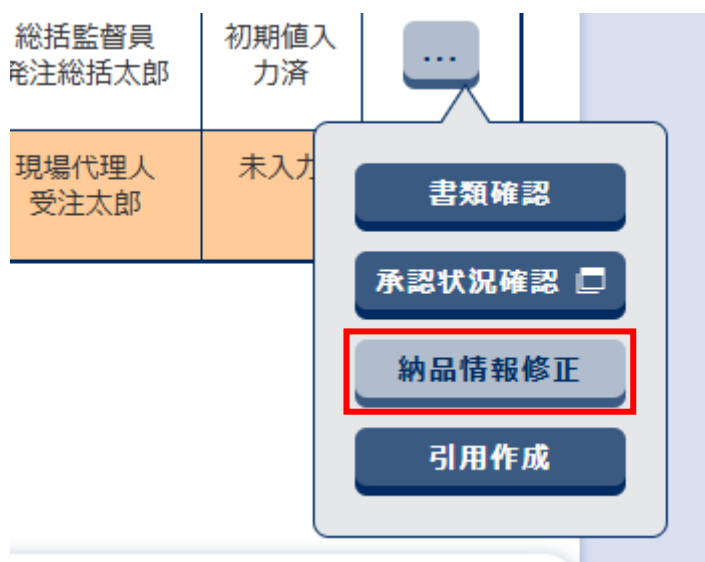 総括監督員
発注総括太郎
初期値入
力済
...
現場代理人
受注太郎
未入力
書類確認
承認状況確認
納品情報修正
引用作成